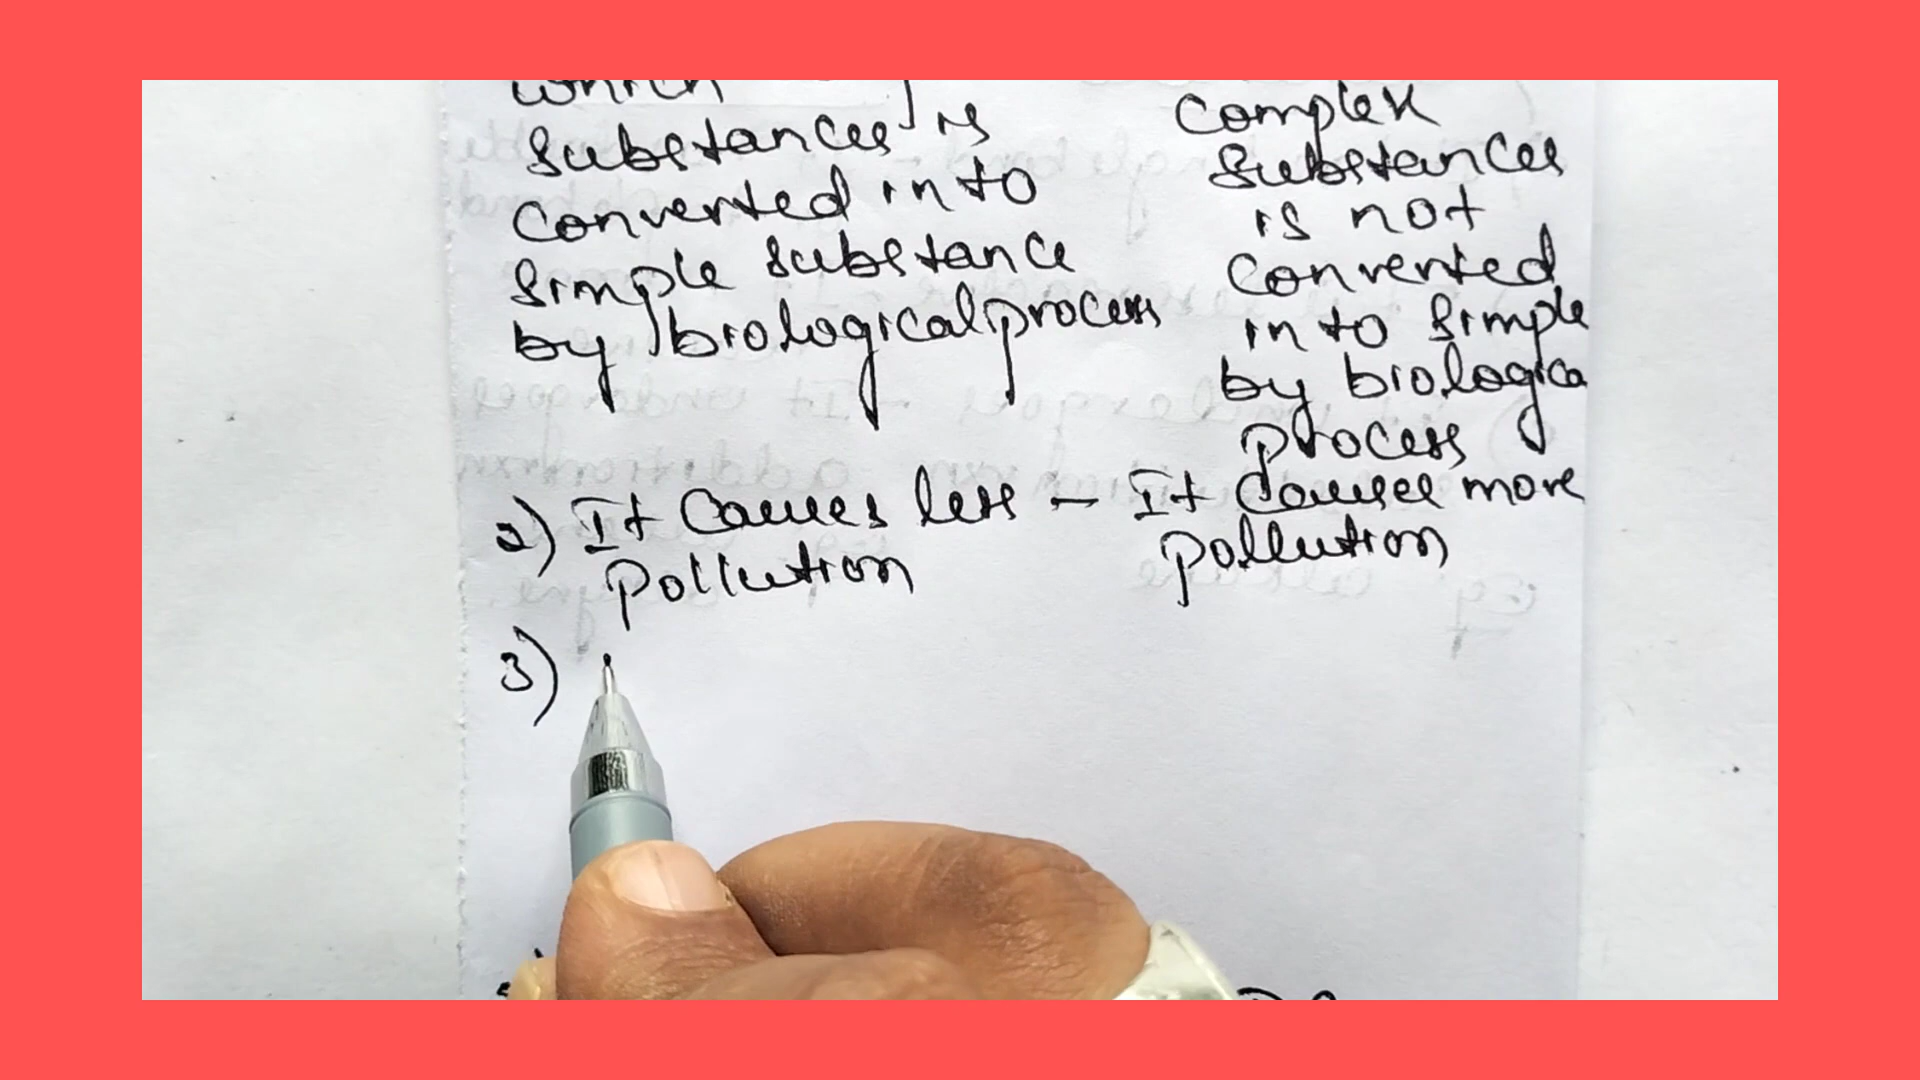 which
substances is
converted into
simple substance
by biological process
complex
substances
is not
converted
into simple
by biologica
process
2) It causes less - It causes more
pollution pollution
3)